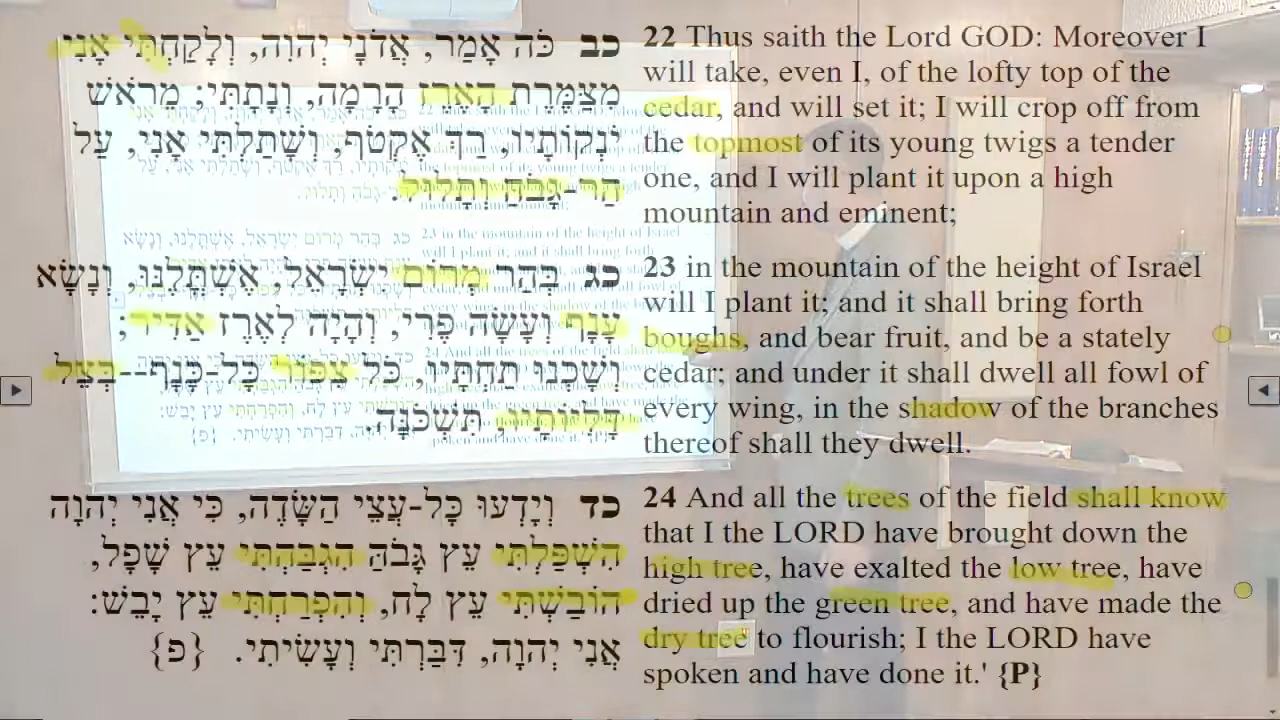 כב כֹּה אָמַר, אֲדֹנָי יְהוִה, וְלָקַחְתִּי אָנִי
מִצַּמֶּרֶת הָאֶרֶז הָרָמָה, וְנָתָתִּי; מֵרֹאשׁ
יֹנְקוֹתָיו, רַךְ אֶקְטֹף, וְשָׁתַלְתִּי אָנִי, עַל
הַר-גָּבֹהַּ וְתָלוּל.
כג בְּהַר מְרוֹם יִשְׂרָאֵל, אֶשְׁתֳּלֶנּוּ, וְנָשָׂא
עָנָף וְעָשָׂה פֶרִי, וְהָיָה לְאֶרֶז אַדִּיר;
וְשָׁכְנוּ תַחְתָּיו, כֹּל צִפּוֹר כָּל-כָּנָף--בְּצֵל
דָּלִיּוֹתָיו, תִּשְׁכֹּנָּה.
כד וְיָדְעוּ כָּל-עֲצֵי הַשָּׂדֶה, כִּי אֲנִי יְהוָה
הִשְׁפַּלְתִּי עֵץ גָּבֹהַּ הִגְבַּהְתִּי עֵץ שָׁפָל,
הוֹבַשְׁתִּי עֵץ לָח, וְהִפְרַחְתִּי עֵץ יָבֵשׁ:
אֲנִי יְהוָה, דִּבַּרְתִּי וְעָשִׂיתִי. {פ}
22 Thus saith the Lord GOD: Moreover I
will take, even I, of the lofty top of the
cedar, and will set it; I will crop off from
the topmost of its young twigs a tender
one, and I will plant it upon a high
mountain and eminent;
23 in the mountain of the height of Israel
will I plant it; and it shall bring forth
boughs, and bear fruit, and be a stately
cedar; and under it shall dwell all fowl of
every wing, in the shadow of the branches
thereof shall they dwell.
24 And all the trees of the field shall know
that I the LORD have brought down the
high tree, have exalted the low tree, have
dried up the green tree, and have made the
dry tree to flourish; I the LORD have
spoken and have done it.' {P}